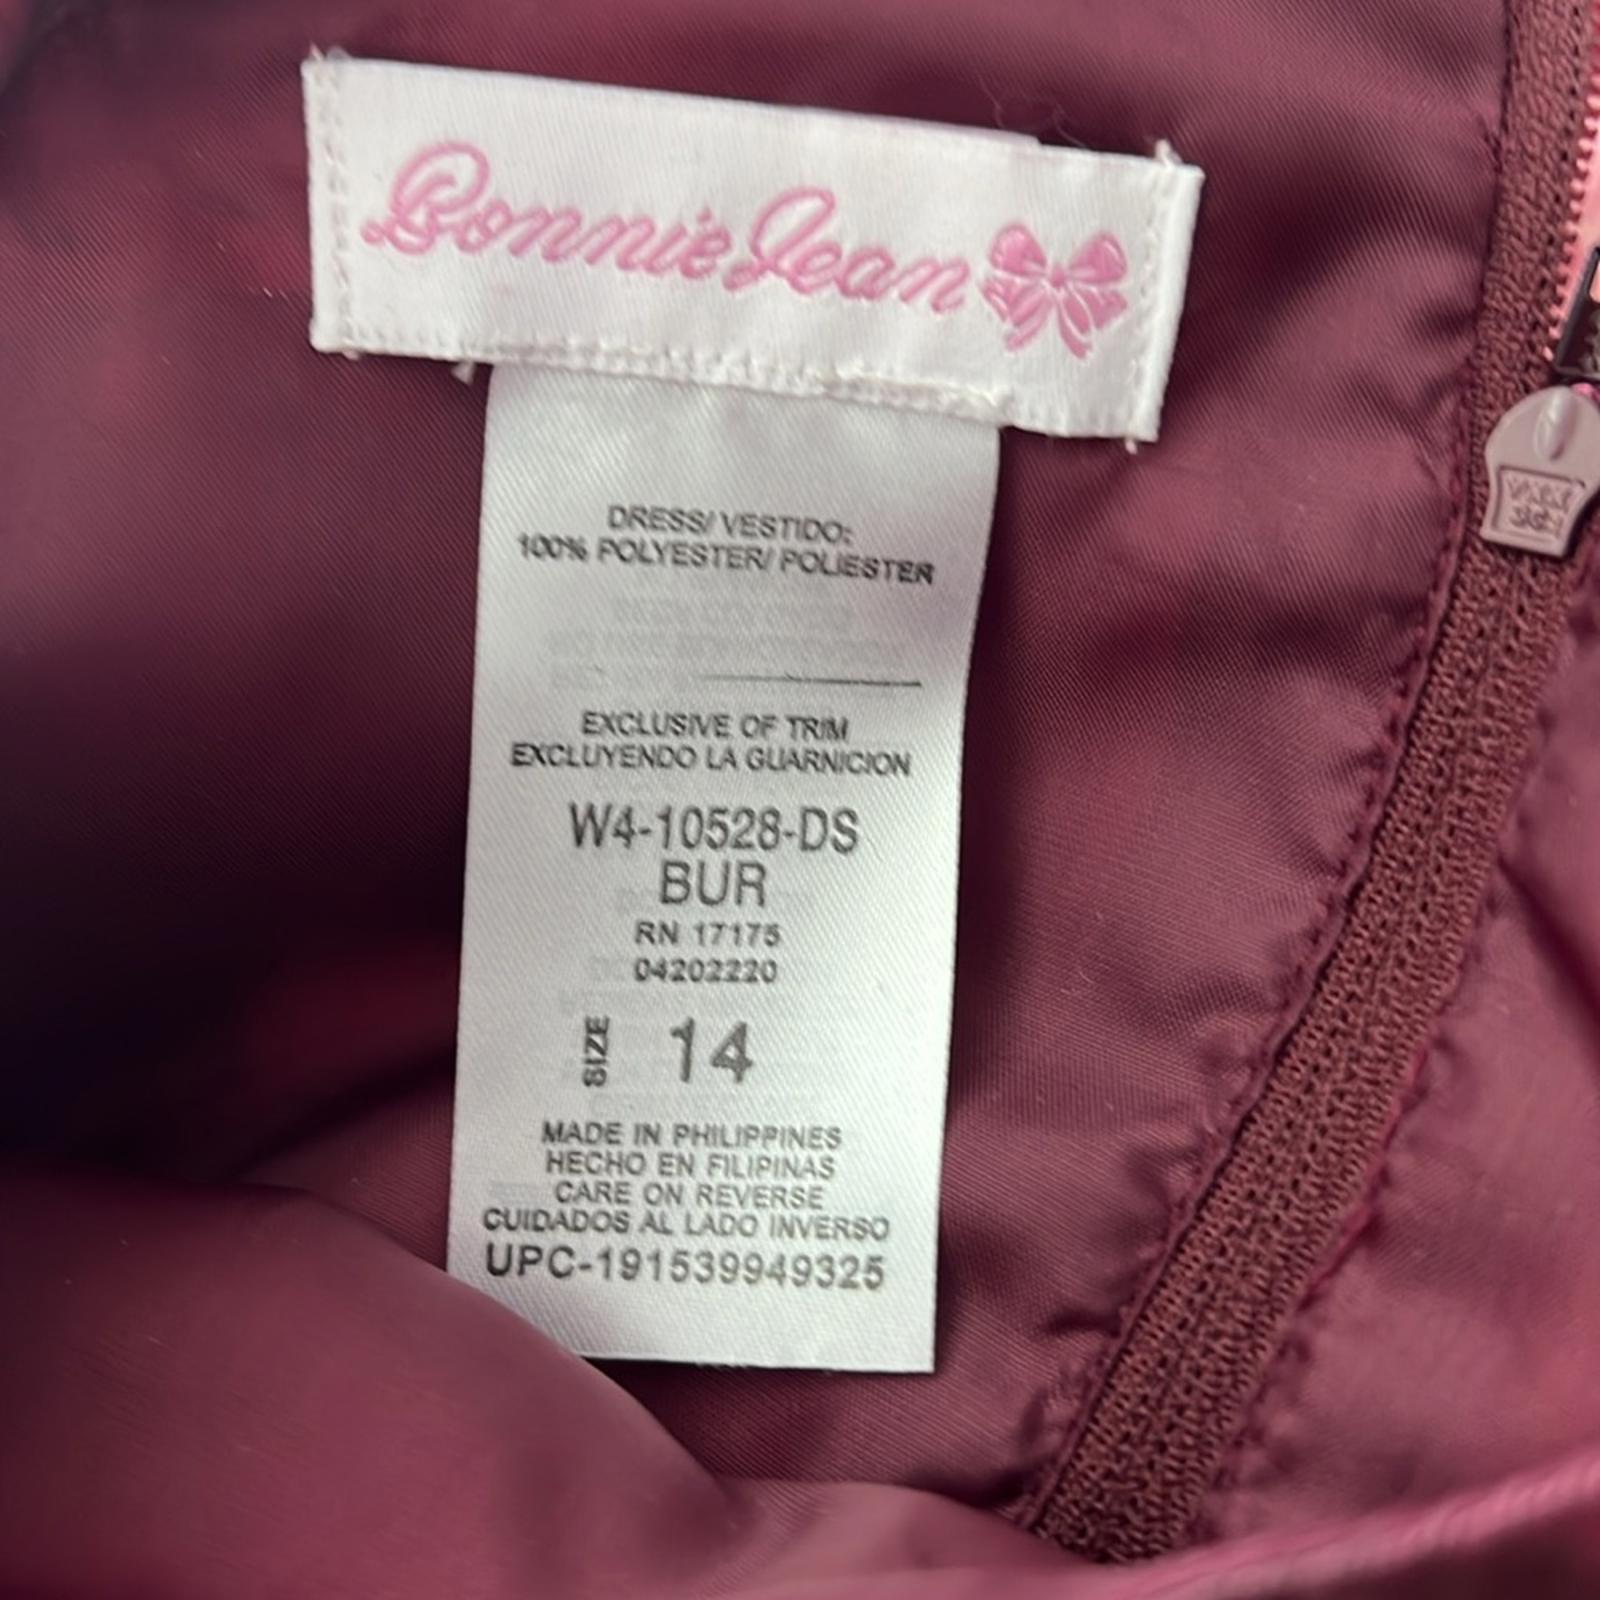 Bonnie Jean
DRESS/ VESTIDO:
100% POLYESTER/ POLIESTER
EXCLUSIVE OF TRIM
EXCLUYENDO LA GUARNICION
W4-10528-DS
BUR
RN 17175
04202220
SIZE 14
MADE IN PHILIPPINES
HECHO EN FILIPINAS
CARE ON REVERSE
CUIDADOS AL LADO INVERSO
UPC-191539949325